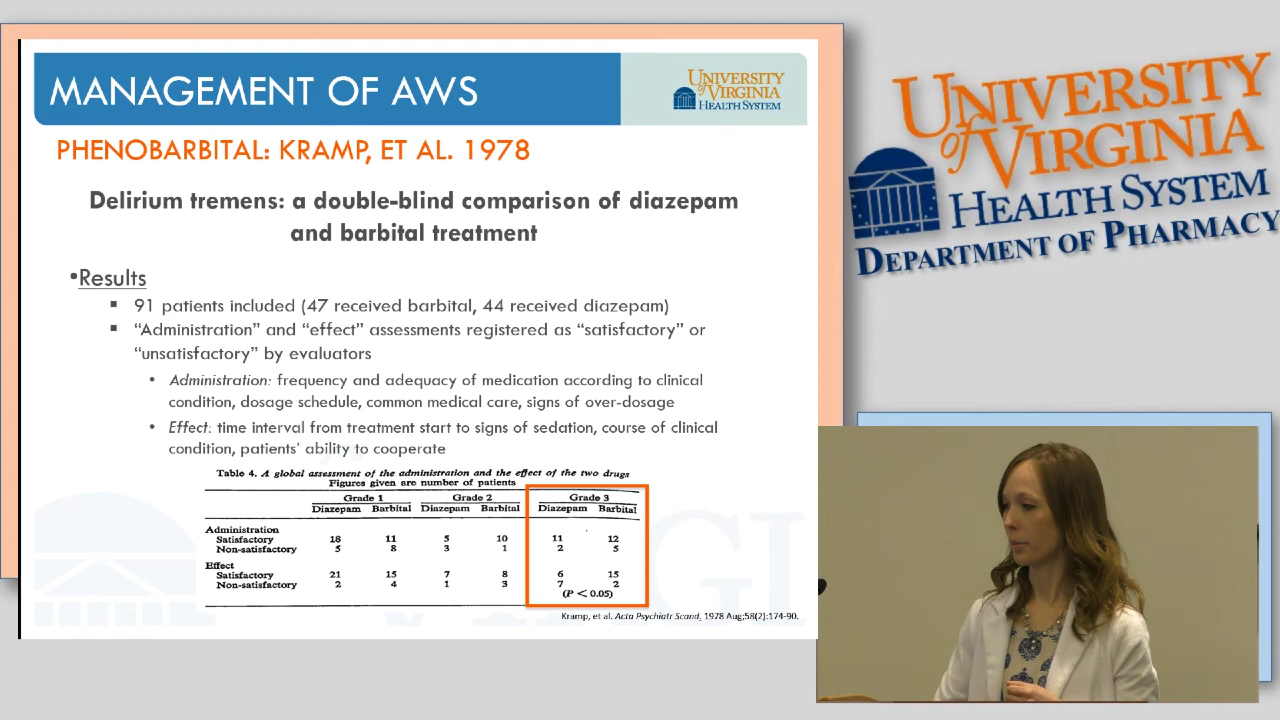 MANAGEMENT OF AWS
UNIVERSITY
of VIRGINIA
HEALTH SYSTEM
PHENOBARBITAL: KRAMP, ET AL. 1978
Delirium tremens: a double-blind comparison of diazepam
and barbital treatment
•Results
▪ 91 patients included (47 received barbital, 44 received diazepam)
▪ “Administration” and “effect” assessments registered as “satisfactory” or
“unsatisfactory” by evaluators
• Administration: frequency and adequacy of medication according to clinical
condition, dosage schedule, common medical care, signs of over-dosage
• Effect: time interval from treatment start to signs of sedation, course of clinical
condition, patients’ ability to cooperate
Table 4. A global assessment of the administration and the effect of the two drugs
Figures given are number of patients
Grade 1 Grade 2 Grade 3
Diazepam Barbital Diazepam Barbital Diazepam Barbital
Administration
Satisfactory 18 11 5 10 11 12
Non-satisfactory 5 8 3 1 2 5
Effect
Satisfactory 21 15 7 8 6 15
Non-satisfactory 2 4 1 3 7 2
(P < 0.05)
Kramp, et al. Acta Psychiatr Scand, 1978 Aug;58(2):174-90.
UNIVERSITY
of VIRGINIA
HEALTH SYSTEM
DEPARTMENT OF PHARMACY